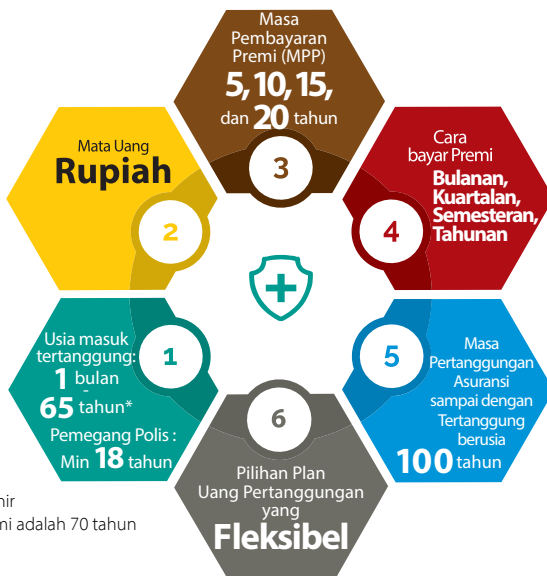 Usia masuk
tertanggung:
1 bulan
-
65 tahun*
Pemegang Polis :
Min 18 tahun
1
Mata Uang
Rupiah
2
Masa
Pembayaran
Premi (MPP)
5, 10, 15,
dan 20 tahun
3
Cara
bayar Premi
Bulanan,
Kuartalan,
Semesteran,
Tahunan
4
5
Masa
Pertanggungan
Asuransi
sampai dengan
Tertanggung
berusia
100 tahun
6
Pilihan Plan
Uang Pertanggungan
yang
Fleksibel
adalah 70 tahun